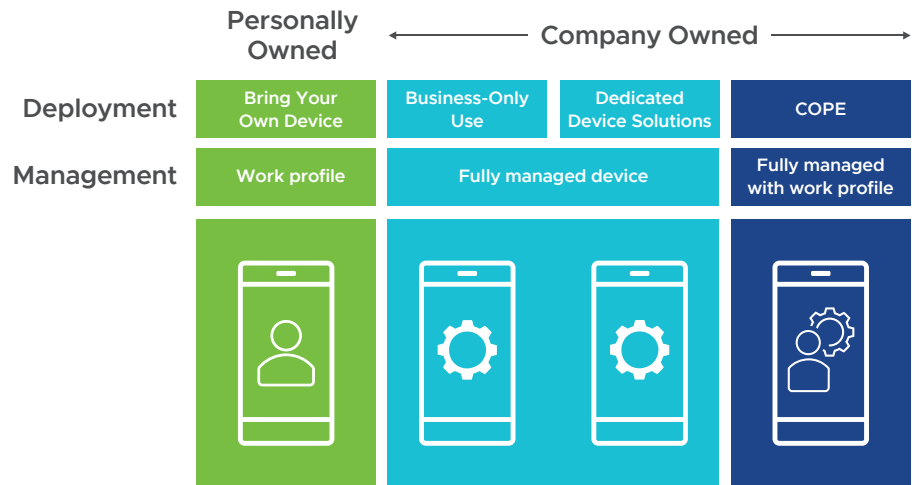 Personally
Owned
Company Owned
Deployment
Bring Your
Own Device
Business-Only
Use
Dedicated
Device Solutions
COPE
Management
Work profile
Fully managed device
Fully managed
with work profile